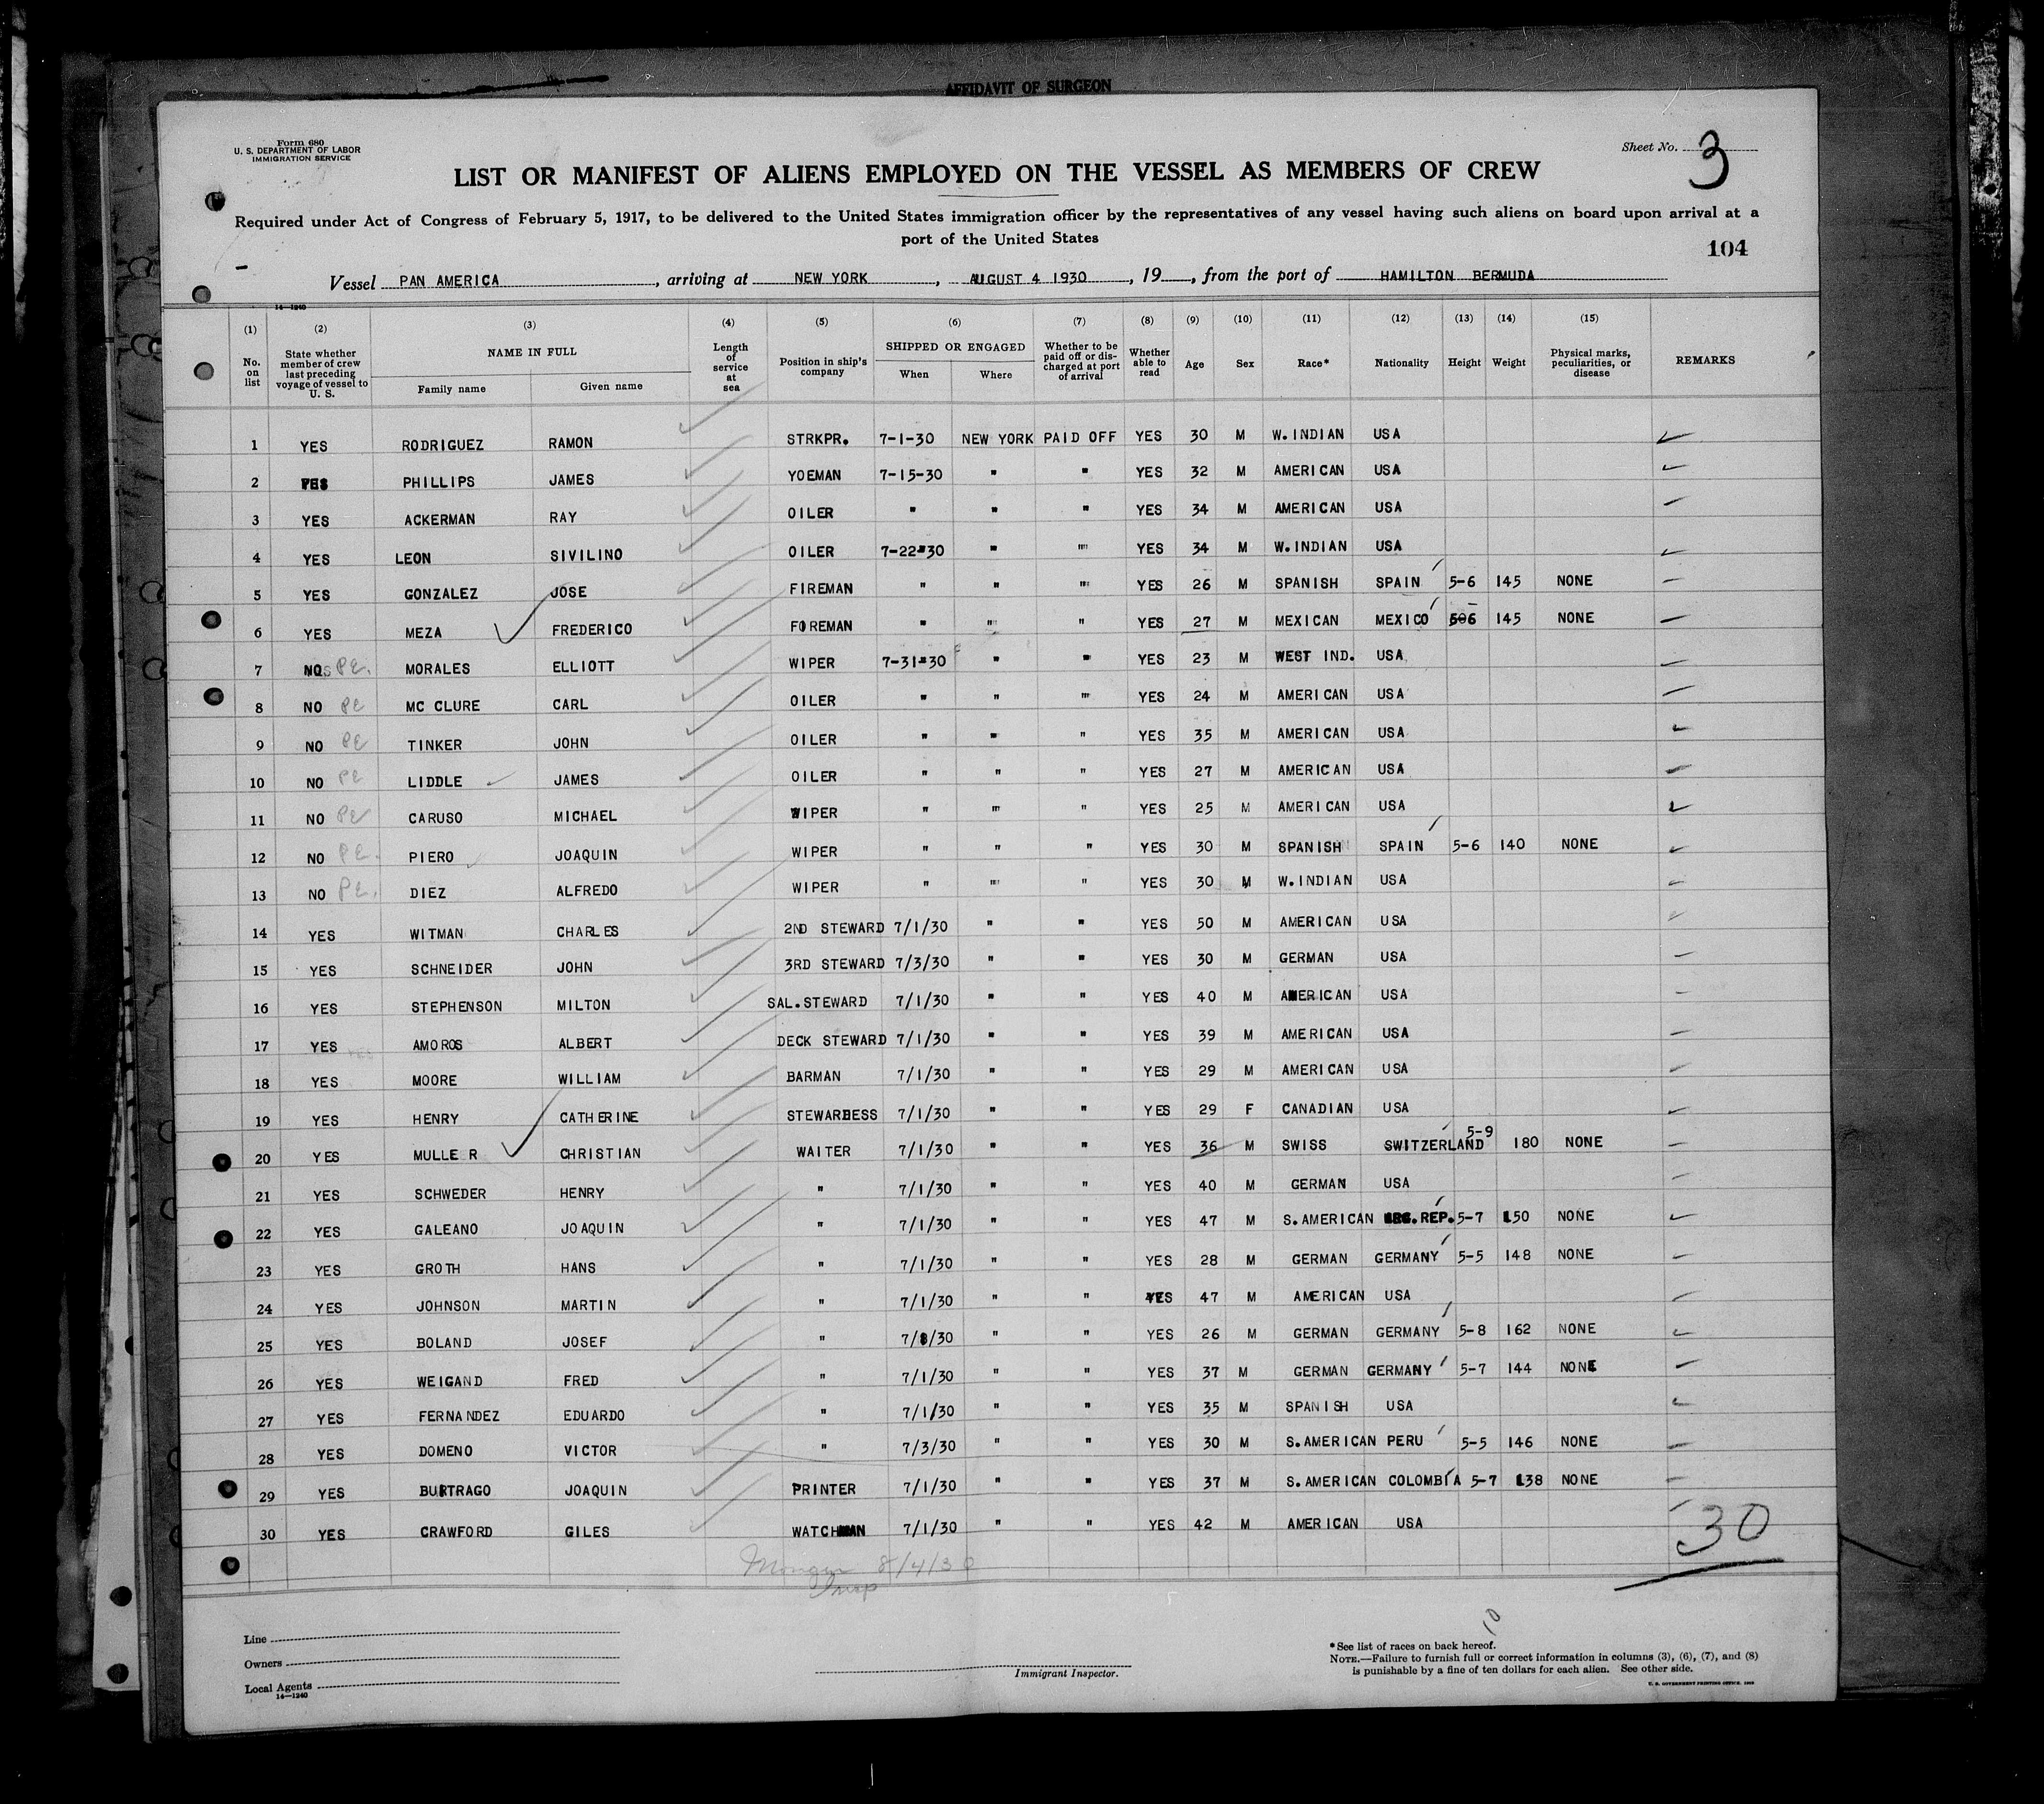 AFFIDAVIT OF SURGEON
Form 680
U. S. DEPARTMENT OF LABOR
IMMIGRATION SERVICE
Sheet No. 3
LIST OR MANIFEST OF ALIENS EMPLOYED ON THE VESSEL AS MEMBERS OF CREW
Required under Act of Congress of February 5, 1917, to be delivered to the United States immigration officer by the representatives of any vessel having such aliens on board upon arrival at a
port of the United States
104
Vessel PAN AMERICA, arriving at NEW YORK, AUGUST 4 1930, 19, from the port of HAMILTON BERMUDA
14—1240
(1) (2) (3) (4) (5) (6) (7) (8) (9) (10) (11) (12) (13) (14) (15)
No. on list State whether member of crew last preceding voyage of vessel to U. S. NAME IN FULL Family name Given name Length of service at sea Position in ship's company SHIPPED OR ENGAGED When Where Whether to be paid off or discharged at port of arrival Whether able to read Age Sex Race* Nationality Height Weight Physical marks, peculiarities, or disease REMARKS
1 YES RODRIGUEZ RAMON STRKPR. 7-1-30 NEW YORK PAID OFF YES 30 M W. INDIAN USA
2 YES PHILLIPS JAMES YOEMAN 7-15-30 " " YES 32 M AMERICAN USA
3 YES ACKERMAN RAY OILER " " " YES 34 M AMERICAN USA
4 YES LEON SIVILINO OILER 7-22-30 " " YES 34 M W. INDIAN USA
5 YES GONZALEZ JOSE FIREMAN " " " YES 26 M SPANISH SPAIN 5-6 145 NONE
6 YES MEZA FREDERICO FOREMAN " " " YES 27 M MEXICAN MEXICO 5-6 145 NONE
7 NO PE. MORALES ELLIOTT WIPER 7-31-30 " " YES 23 M WEST IND. USA
8 NO PE MC CLURE CARL OILER " " " YES 24 M AMERICAN USA
9 NO PE TINKER JOHN OILER " " " YES 35 M AMERICAN USA
10 NO PE LIDDLE JAMES OILER " " " YES 27 M AMERICAN USA
11 NO PE CARUSO MICHAEL WIPER " " " YES 25 M AMERICAN USA
12 NO PE. PIERO JOAQUIN WIPER " " " YES 30 M SPANISH SPAIN 5-6 140 NONE
13 NO PE. DIEZ ALFREDO WIPER " " " YES 30 M W. INDIAN USA
14 YES WITMAN CHARLES 2ND STEWARD 7/1/30 " " YES 50 M AMERICAN USA
15 YES SCHNEIDER JOHN 3RD STEWARD 7/3/30 " " YES 30 M GERMAN USA
16 YES STEPHENSON MILTON SAL. STEWARD 7/1/30 " " YES 40 M AMERICAN USA
17 YES AMOROS ALBERT DECK STEWARD 7/1/30 " " YES 39 M AMERICAN USA
18 YES MOORE WILLIAM BARMAN 7/1/30 " " YES 29 M AMERICAN USA
19 YES HENRY CATHERINE STEWARDESS 7/1/30 " " YES 29 F CANADIAN USA
20 YES MULLER CHRISTIAN WAITER 7/1/30 " " YES 36 M SWISS SWITZERLAND 5-9 180 NONE
21 YES SCHWEDER HENRY " 7/1/30 " " YES 40 M GERMAN USA
22 YES GALEANO JOAQUIN " 7/1/30 " " YES 47 M S. AMERICAN ARG. REP. 5-7 150 NONE
23 YES GROTH HANS " 7/1/30 " " YES 28 M GERMAN GERMANY 5-5 148 NONE
24 YES JOHNSON MARTIN " 7/1/30 " " YES 47 M AMERICAN USA
25 YES BOLAND JOSEF " 7/8/30 " " YES 26 M GERMAN GERMANY 5-8 162 NONE
26 YES WEIGAND FRED " 7/1/30 " " YES 37 M GERMAN GERMANY 5-7 144 NONE
27 YES FERNANDEZ EDUARDO " 7/1/30 " " YES 35 M SPANISH USA
28 YES DOMENO VICTOR " 7/3/30 " " YES 30 M S. AMERICAN PERU 5-5 146 NONE
29 YES BURTRAGO JOAQUIN PRINTER 7/1/30 " " YES 37 M S. AMERICAN COLOMBIA 5-7 138 NONE
30 YES CRAWFORD GILES WATCHMAN 7/1/30 " " YES 42 M AMERICAN USA
30
8/4/30
Insp
10
Line
Owners
Local Agents
14—1240
Immigrant Inspector.
* See list of races on back hereof.
NOTE.—Failure to furnish full or correct information in columns (3), (6), (7), and (8)
is punishable by a fine of ten dollars for each alien. See other side.
U. S. GOVERNMENT PRINTING OFFICE.